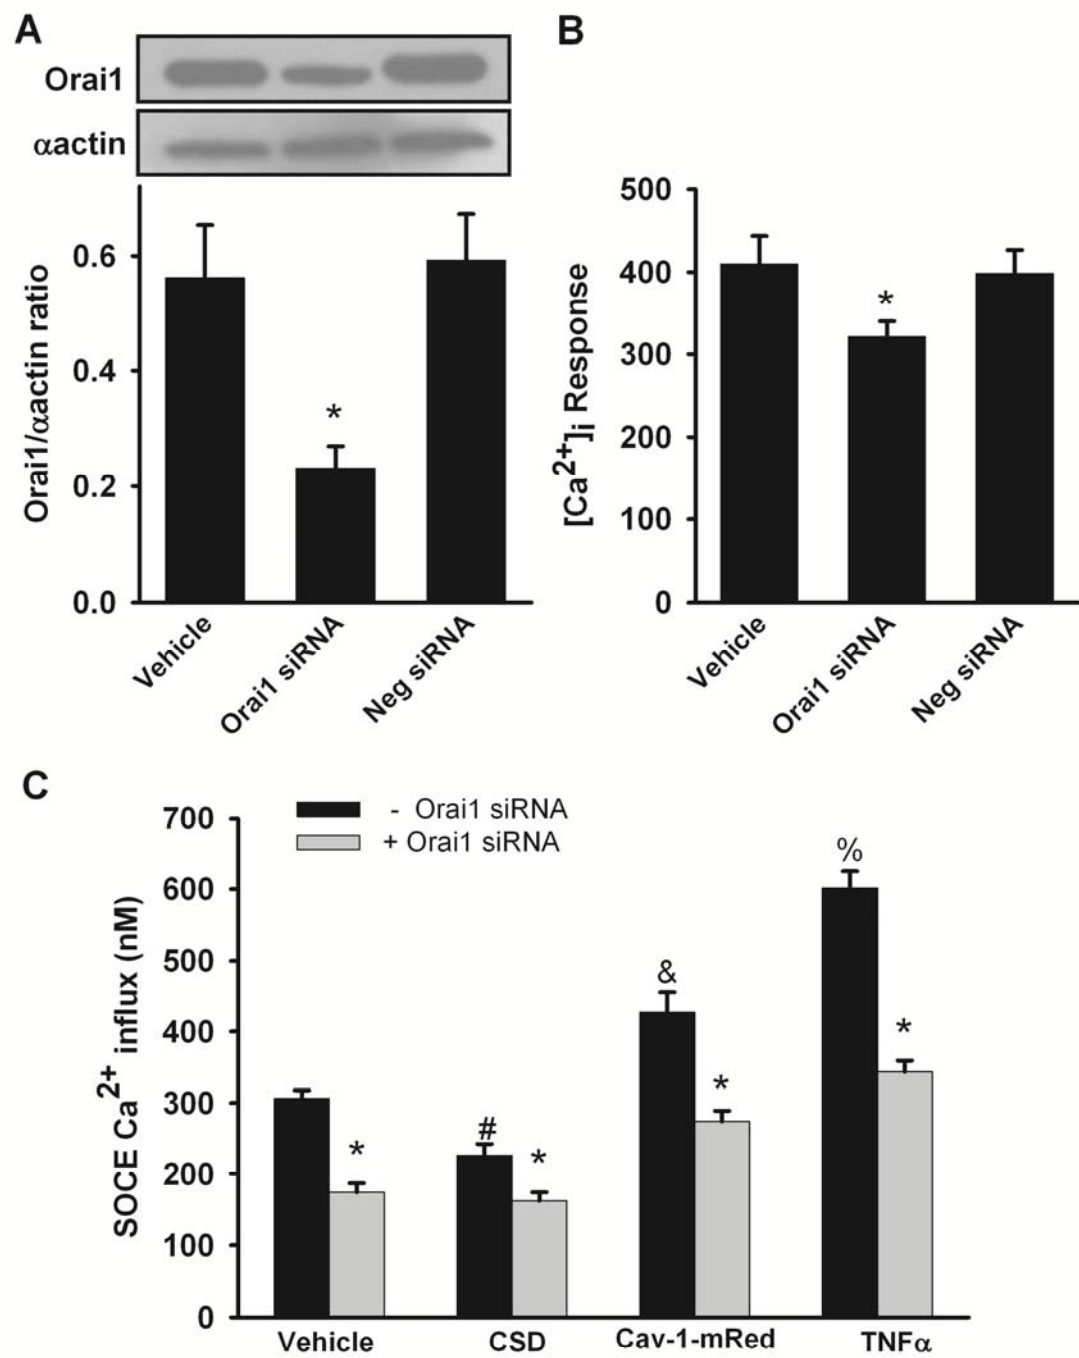 A
Orai1
αactin
Orai1/αactin ratio
0.6
0.4
0.2
0.0
*
Vehicle
Orai1 siRNA
Neg siRNA
B
[Ca2+]i Response
500
400
300
200
100
0
*
Vehicle
Orai1 siRNA
Neg siRNA
C
- Orai1 siRNA
+ Orai1 siRNA
SOCE Ca2+ influx (nM)
700
600
500
400
300
200
100
0
*
#
*
&
*
%
*
Vehicle
CSD
Cav-1-mRed
TNFα